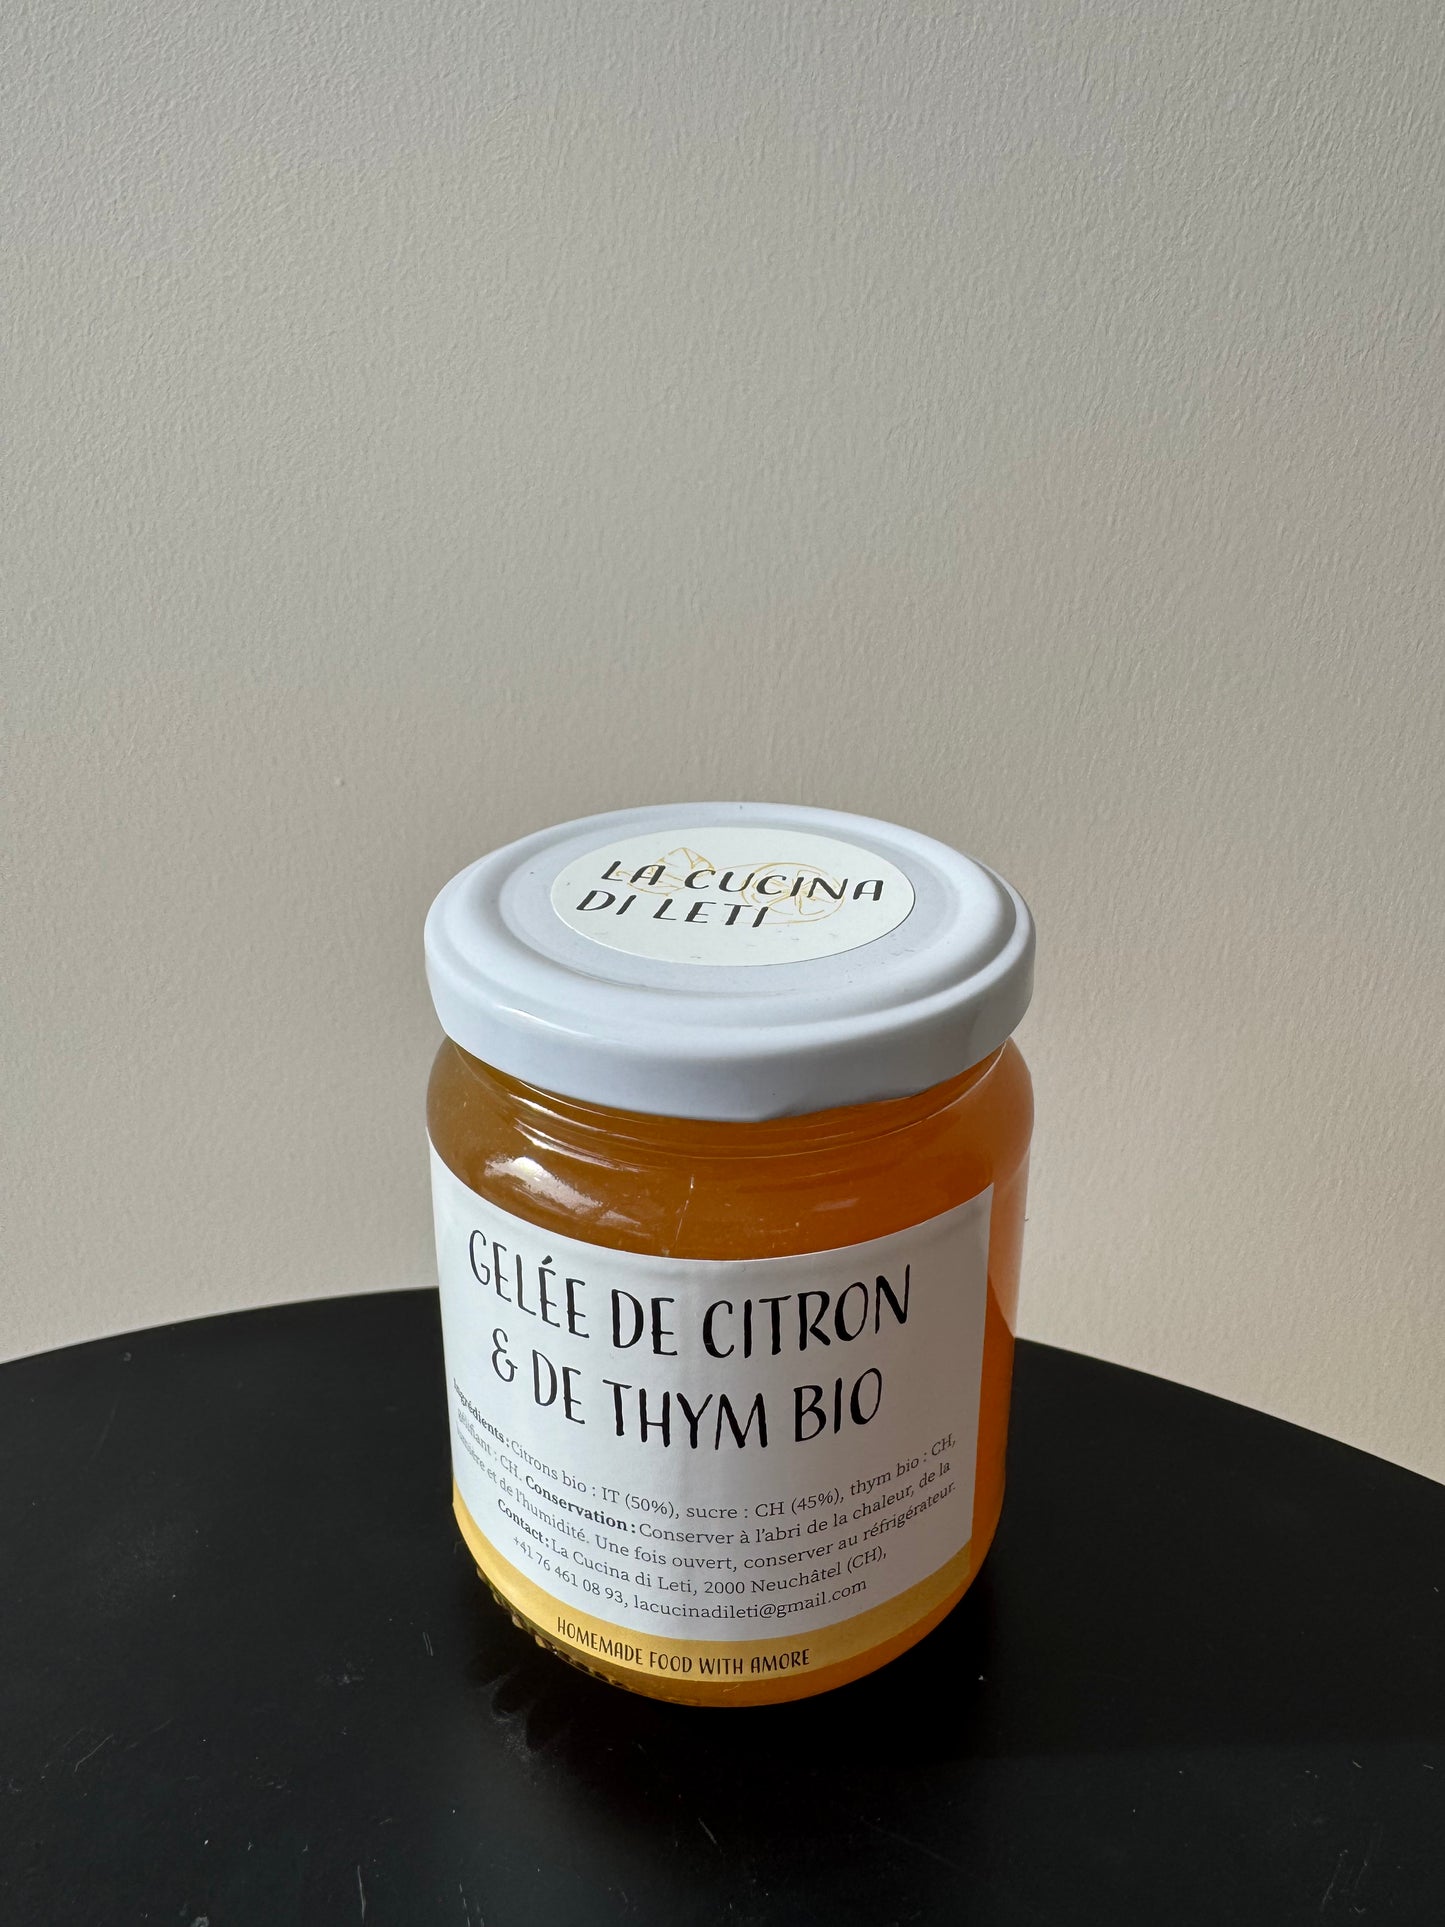 LA CUCINA
DI LETI
GELÉE DE CITRON
& DE THYM BIO
Ingrédients : Citrons bio : IT (50%), sucre : CH (45%), thym bio : CH,
gélifiant : CH. Conservation : Conserver à l'abri de la chaleur, de la
lumière et de l'humidité. Une fois ouvert, conserver au réfrigérateur.
Contact : La Cucina di Leti, 2000 Neuchâtel (CH),
+41 76 461 08 93, lacucinadileti@gmail.com
HOMEMADE FOOD WITH AMORE